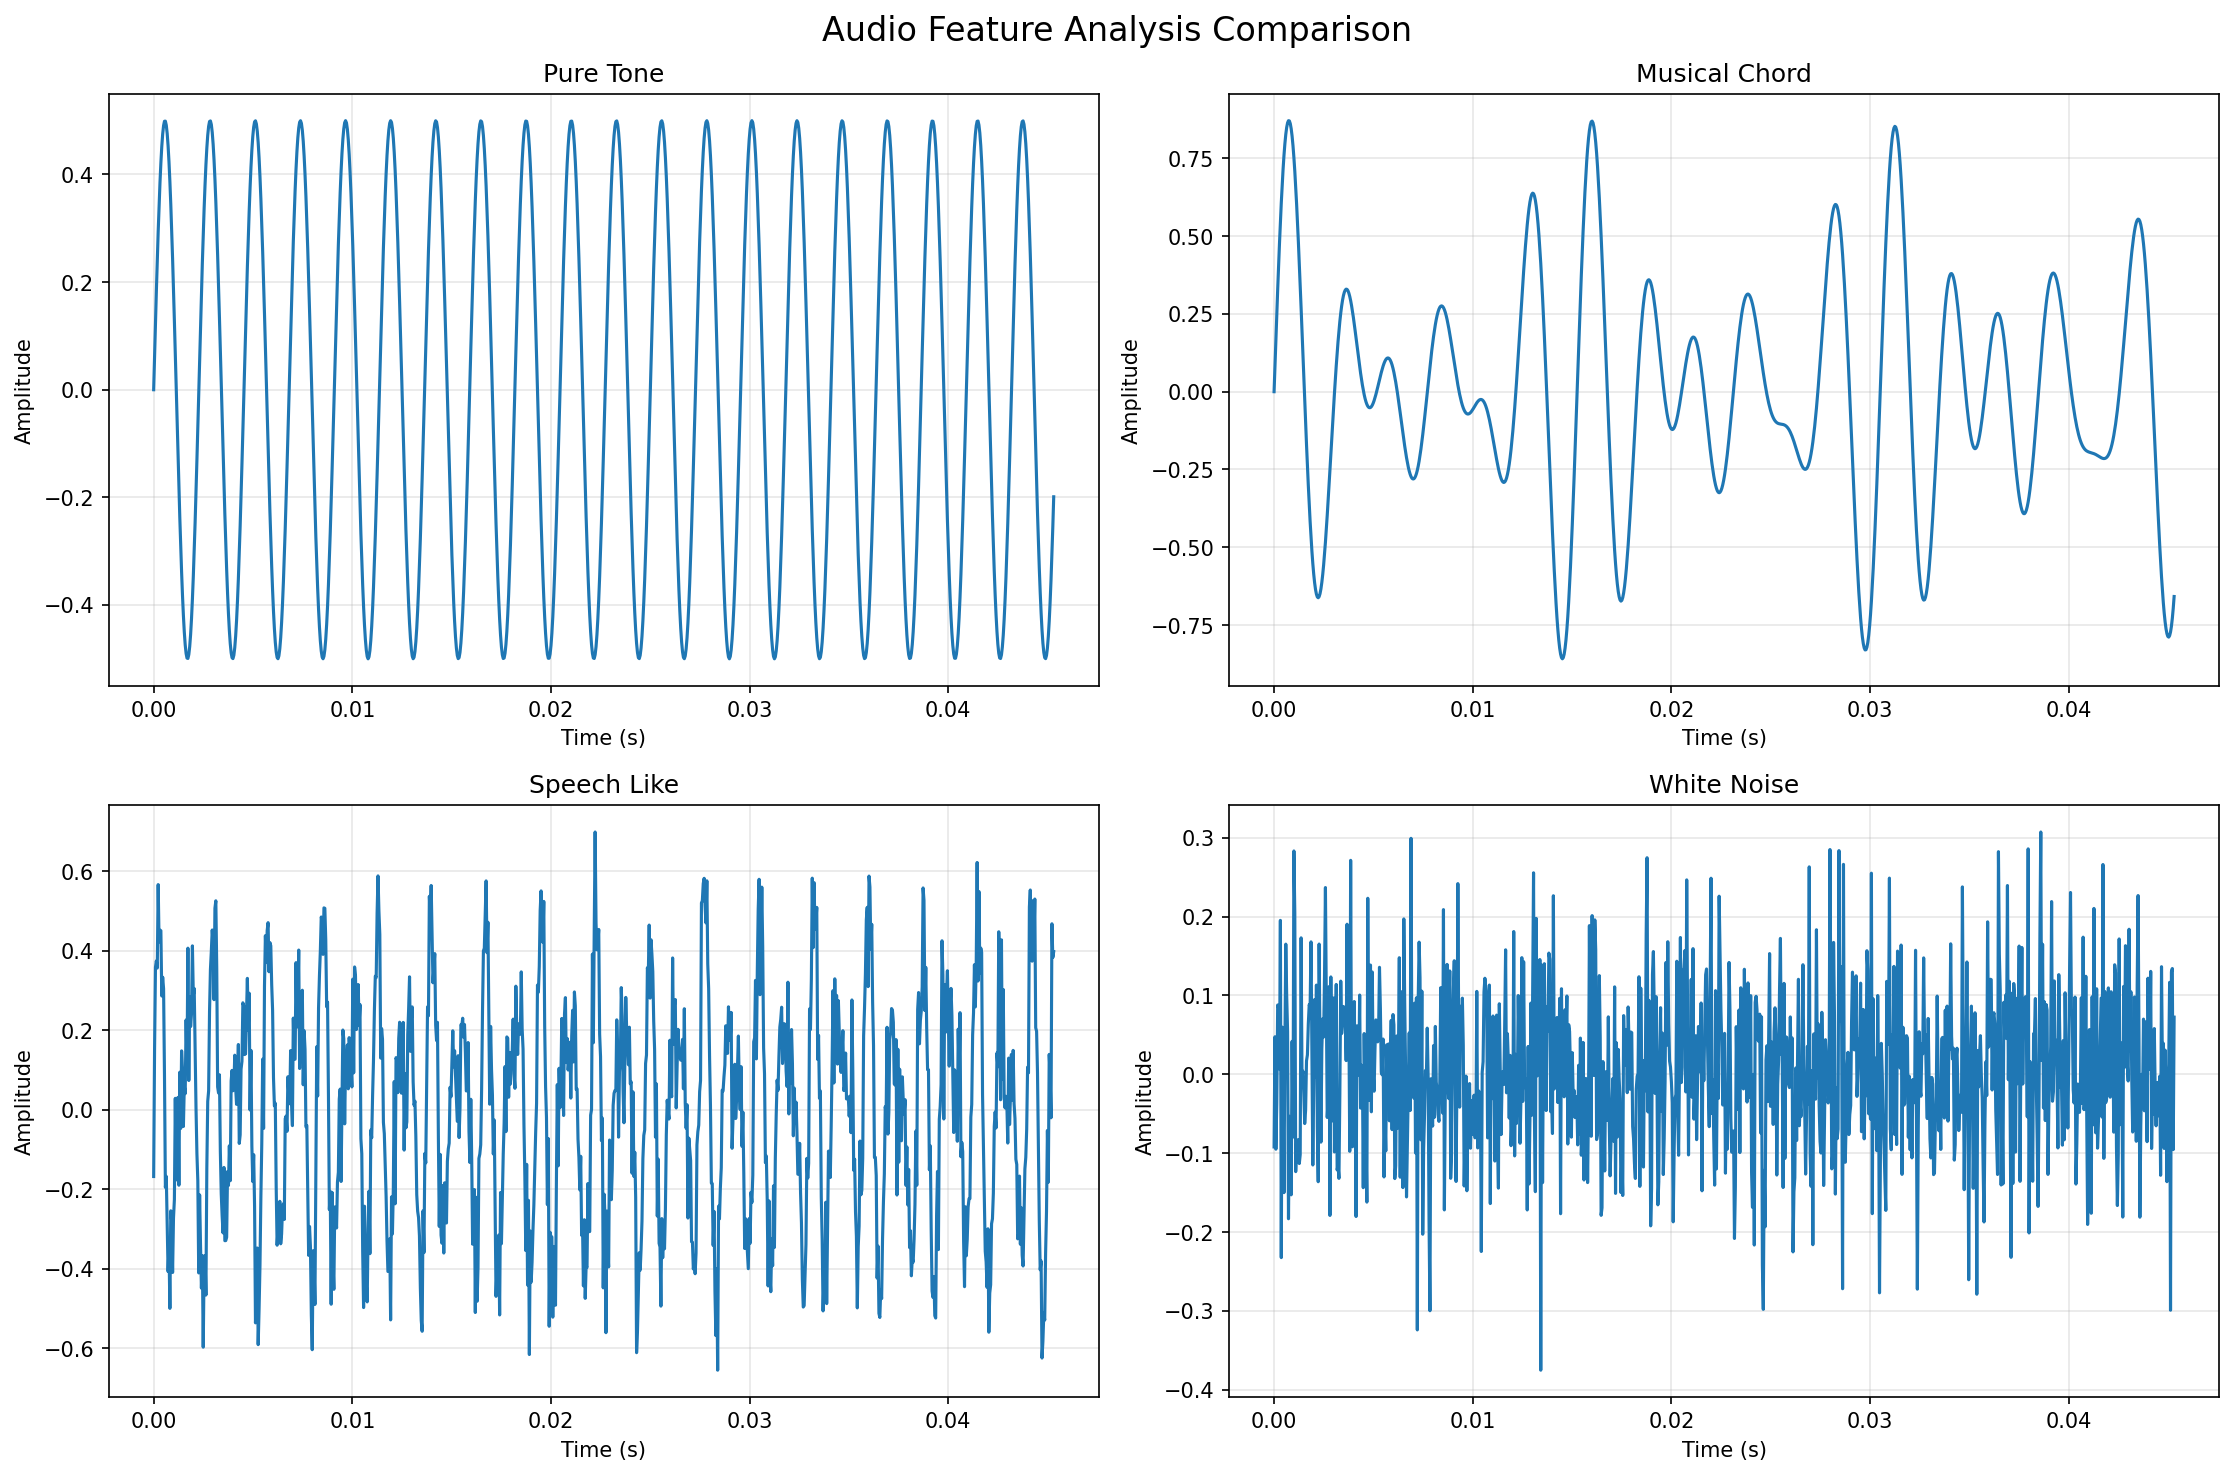 Audio Feature Analysis Comparison
Pure Tone
Amplitude
0.4
0.2
0.0
−0.2
−0.4
0.00 0.01 0.02 0.03 0.04
Time (s)
Musical Chord
Amplitude
0.75
0.50
0.25
0.00
−0.25
−0.50
−0.75
0.00 0.01 0.02 0.03 0.04
Time (s)
Speech Like
Amplitude
0.6
0.4
0.2
0.0
−0.2
−0.4
−0.6
0.00 0.01 0.02 0.03 0.04
Time (s)
White Noise
Amplitude
0.3
0.2
0.1
0.0
−0.1
−0.2
−0.3
−0.4
0.00 0.01 0.02 0.03 0.04
Time (s)